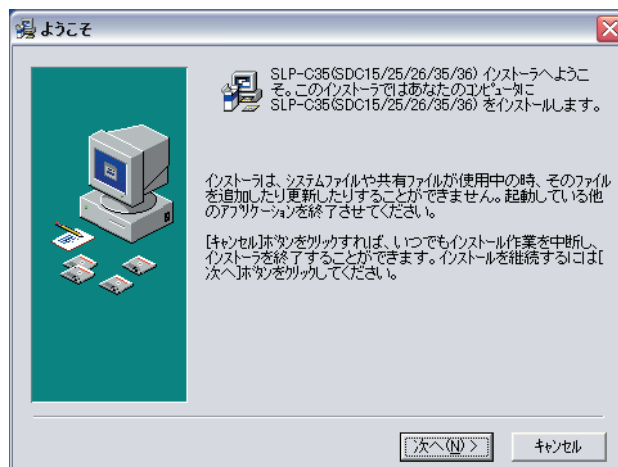 ようこそ
SLP-C35(SDC15/25/26/35/36) インストーラへようこ
そ。このインストーラではあなたのコンピュータに
SLP-C35(SDC15/25/26/35/36) をインストールします。
インストーラは、システムファイルや共有ファイルが使用中の時、そのファイル
を追加したり更新したりすることができません。起動している他
のアプリケーションを終了させてください。
[キャンセル]ボタンをクリックすれば、いつでもインストール作業を中断し、
インストーラを終了することができます。インストールを継続するには[
次へ]ボタンをクリックしてください。
次へ(N) >
キャンセル